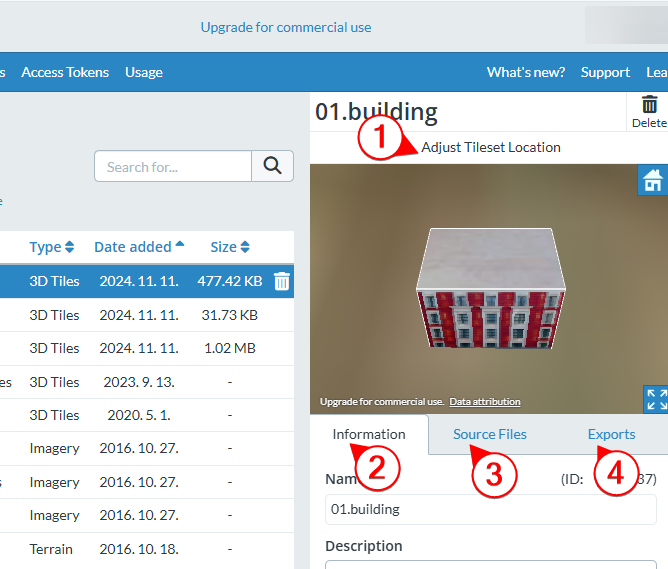 Upgrade for commercial use
s Access Tokens Usage What's new? Support Lea
01.building
Delete
1
Adjust Tileset Location
Search for...
e
Type Date added Size
3D Tiles 2024. 11. 11. 477.42 KB
3D Tiles 2024. 11. 11. 31.73 KB
3D Tiles 2024. 11. 11. 1.02 MB
es 3D Tiles 2023. 9. 13. -
3D Tiles 2020. 5. 1. -
Imagery 2016. 10. 27. -
s Imagery 2016. 10. 27. -
Imagery 2016. 10. 27. -
Terrain 2016. 10. 18. -
Upgrade for commercial use. Data attribution
Information Source Files Exports
2 3 4
Nam (ID: 37)
01.building
Description